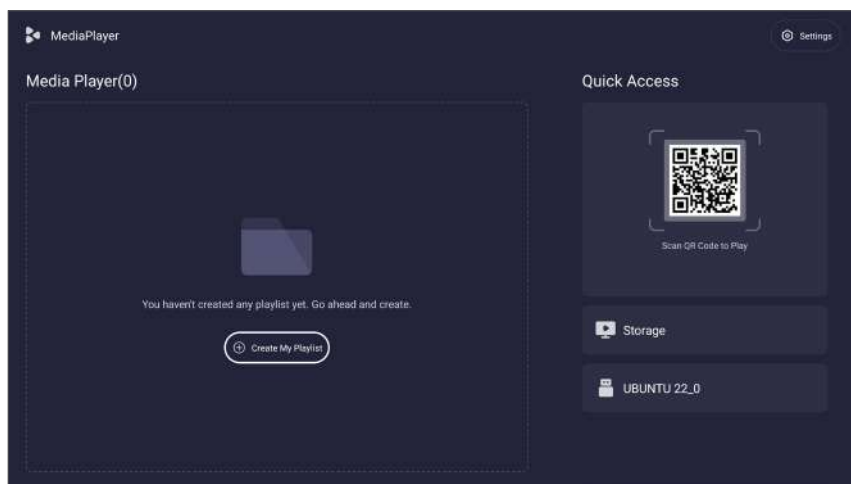 MediaPlayer
Settings
Media Player(0)
Quick Access
Scan QR Code to Play
You haven't created any playlist yet. Go ahead and create.
Create My Playlist
Storage
UBUNTU 22_0